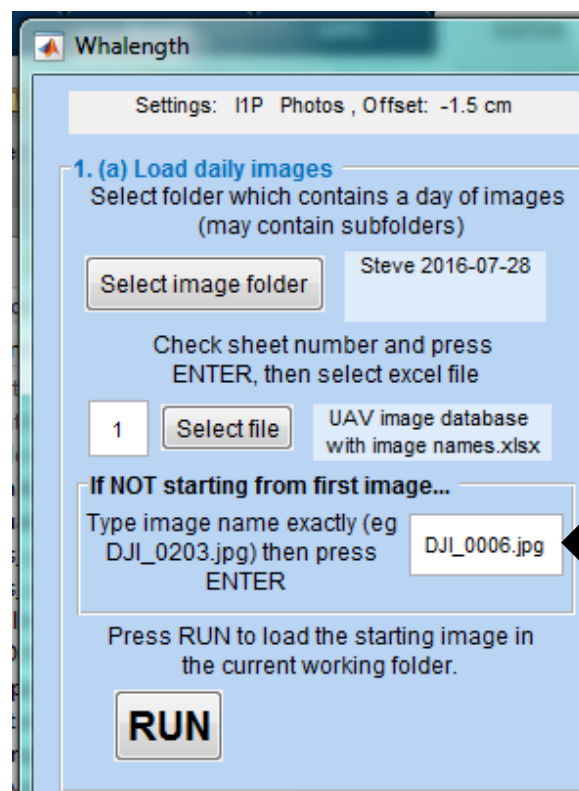 Whalength
Settings: I1P Photos , Offset: -1.5 cm
1. (a) Load daily images
Select folder which contains a day of images
(may contain subfolders)
Select image folder
Steve 2016-07-28
Check sheet number and press
ENTER, then select excel file
1
Select file
UAV image database
with image names.xlsx
If NOT starting from first image...
Type image name exactly (eg
DJI_0203.jpg) then press
ENTER
DJI_0006.jpg
Press RUN to load the starting image in
the current working folder.
RUN